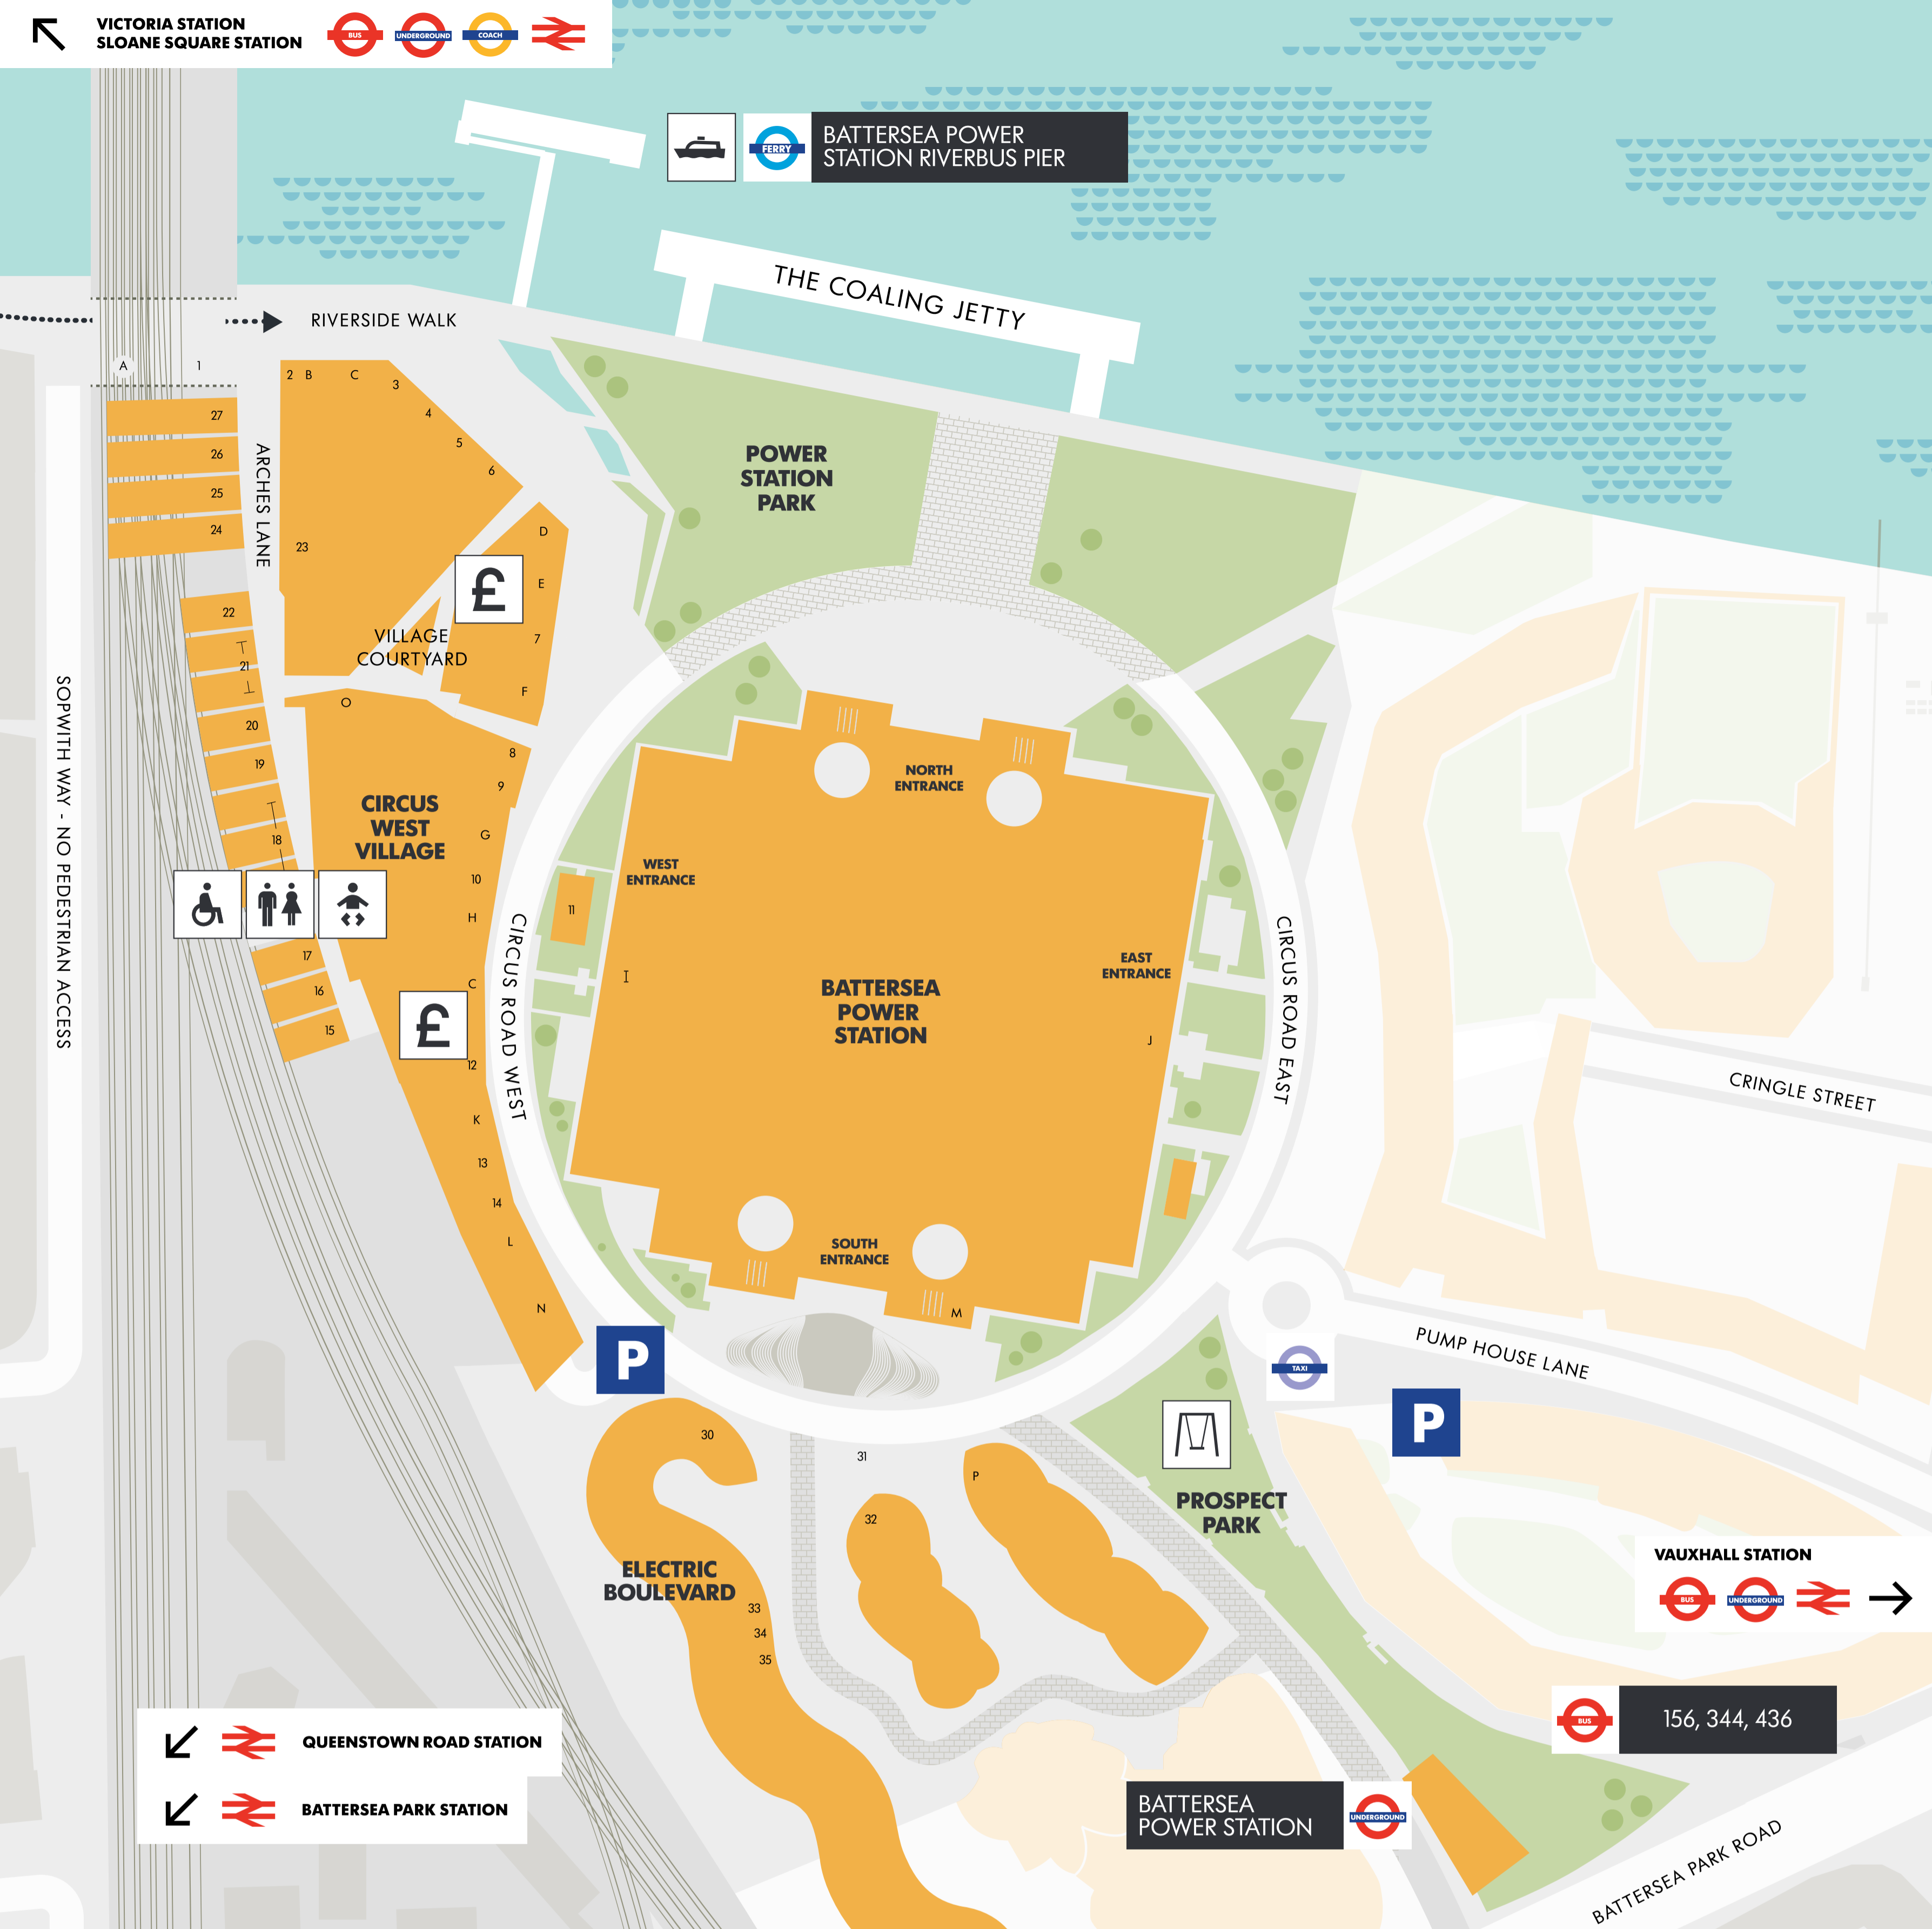 VICTORIA STATION
SLOANE SQUARE STATION
BUS
UNDERGROUND
COACH
FERRY
BATTERSEA POWER
STATION RIVERBUS PIER
THE COALING JETTY
RIVERSIDE WALK
A
1
2
B
C
3
4
5
6
27
26
25
24
ARCHES LANE
23
D
E
7
F
£
VILLAGE
COURTYARD
POWER
STATION
PARK
22
21
20
19
18
17
16
15
O
8
9
G
10
H
C
12
K
13
14
L
N
£
CIRCUS
WEST
VILLAGE
SOPWITH WAY - NO PEDESTRIAN ACCESS
CIRCUS ROAD WEST
11
I
NORTH
ENTRANCE
WEST
ENTRANCE
EAST
ENTRANCE
BATTERSEA
POWER
STATION
J
SOUTH
ENTRANCE
M
CIRCUS ROAD EAST
CRINGLE STREET
PUMP HOUSE LANE
TAXI
P
P
30
31
32
P
33
34
35
ELECTRIC
BOULEVARD
PROSPECT
PARK
VAUXHALL STATION
BUS
UNDERGROUND
BUS
156, 344, 436
QUEENSTOWN ROAD STATION
BATTERSEA PARK STATION
BATTERSEA
POWER STATION
UNDERGROUND
BATTERSEA PARK ROAD